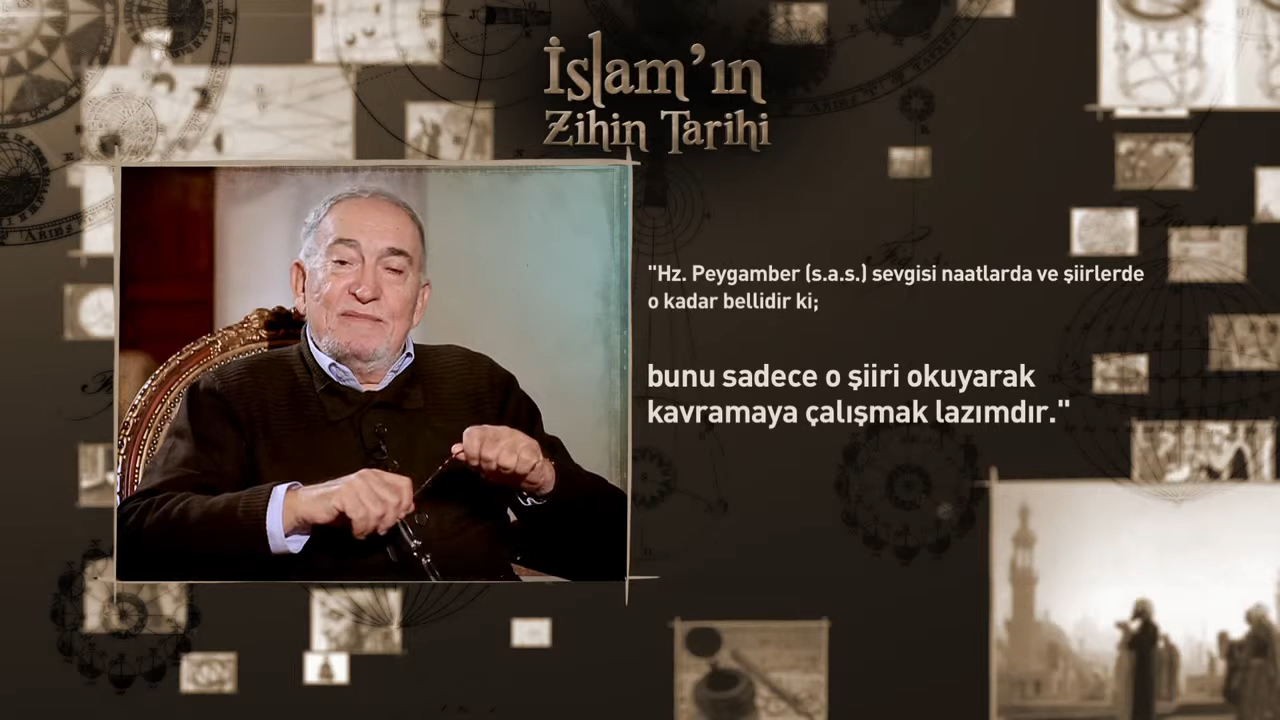 İslam'ın
Zihin Tarihi
"Hz. Peygamber (s.a.s.) sevgisi naatlarda ve şiirlerde
o kadar bellidir ki;
bunu sadece o şiiri okuyarak
kavramaya çalışmak lazımdır."